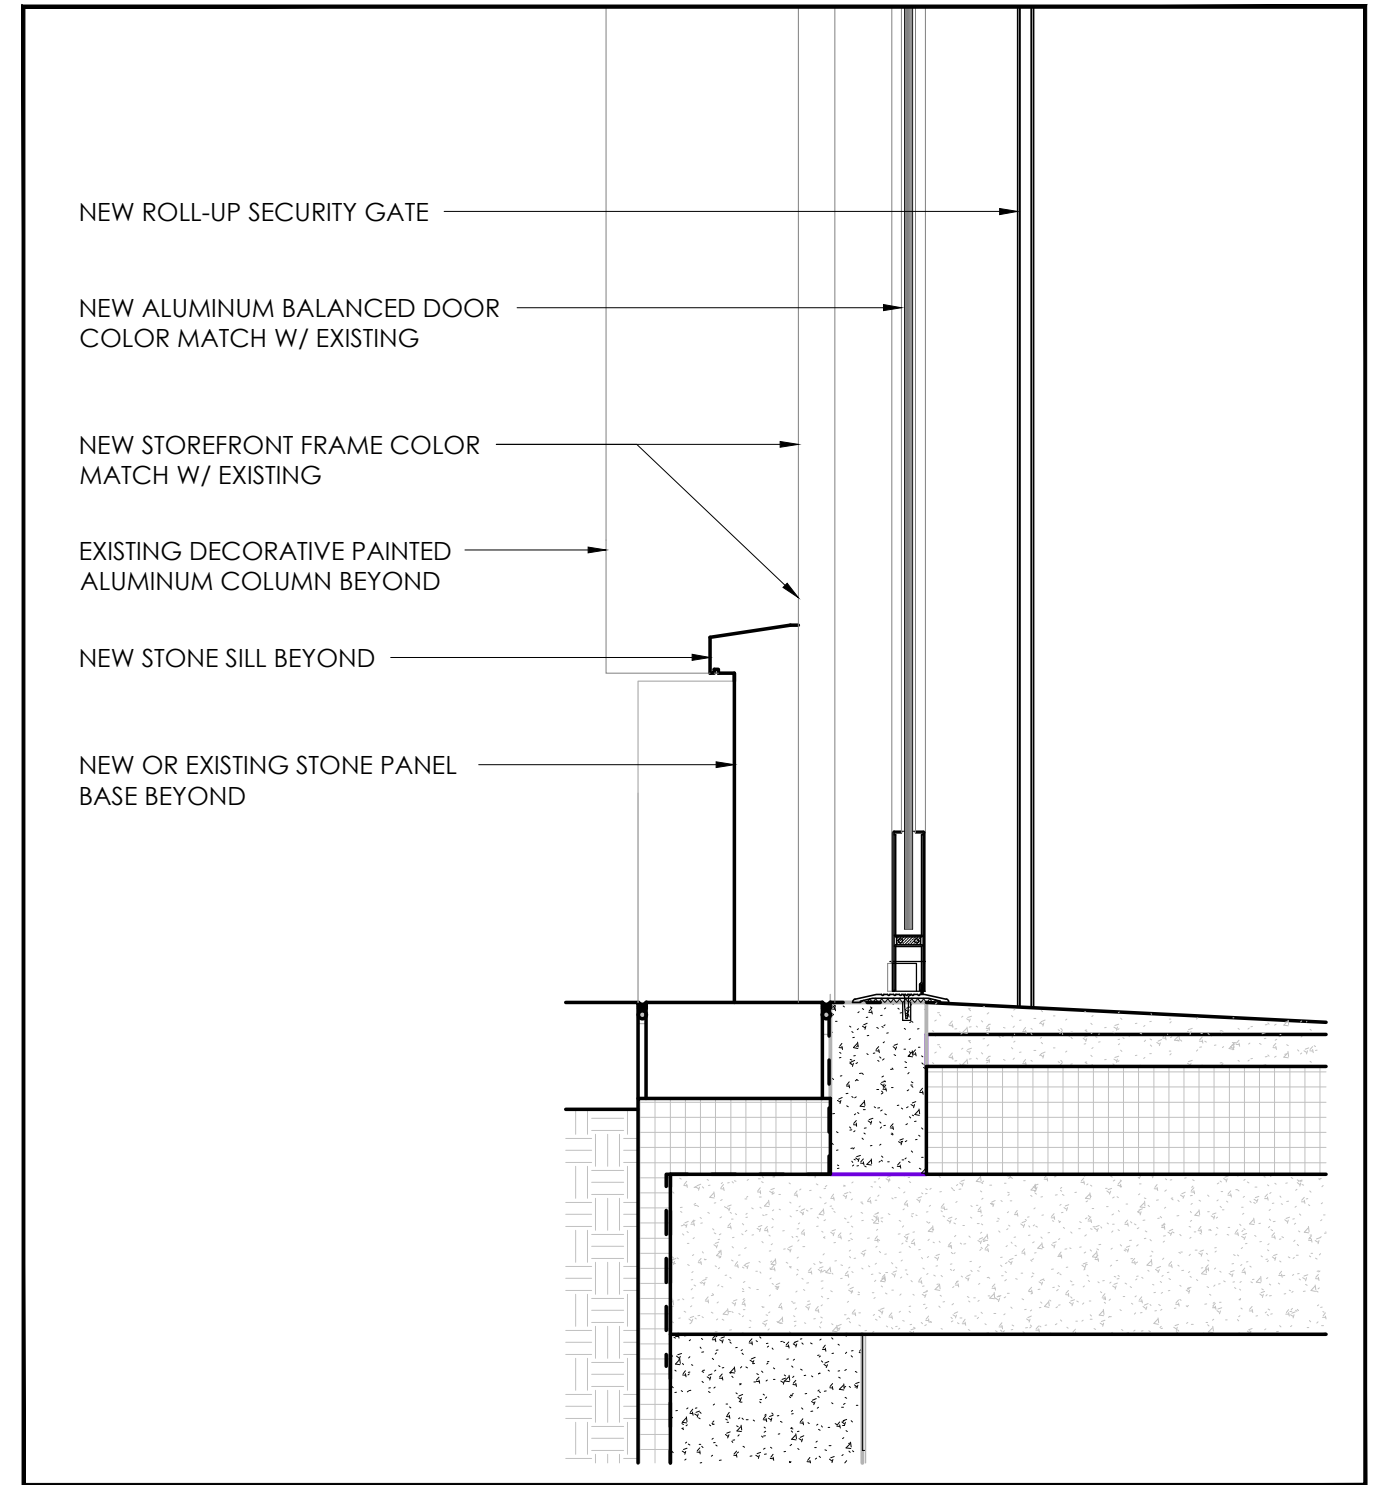 NEW ROLL-UP SECURITY GATE
NEW ALUMINUM BALANCED DOOR
COLOR MATCH W/ EXISTING
NEW STOREFRONT FRAME COLOR
MATCH W/ EXISTING
EXISTING DECORATIVE PAINTED
ALUMINUM COLUMN BEYOND
NEW STONE SILL BEYOND
NEW OR EXISTING STONE PANEL
BASE BEYOND